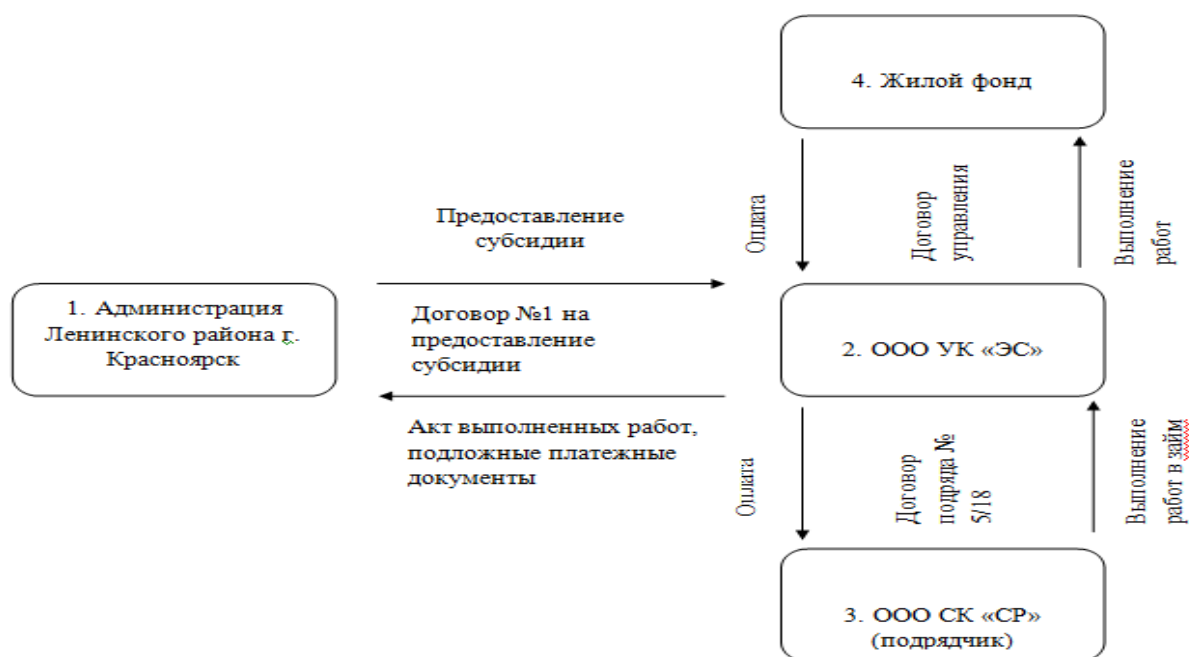 4. Жилой фонд
Оплата
Договор
управления
Выполнение
работ
Предоставление
субсидии
1. Администрация
Ленинского района г.
Красноярск
Договор №1 на
предоставление
субсидии
2. ООО УК «ЭС»
Акт выполненных работ,
подложные платежные
документы
Оплата
Договор
подряда №
5/18
Выполнение
работ в займ
3. ООО СК «СР»
(подрядчик)